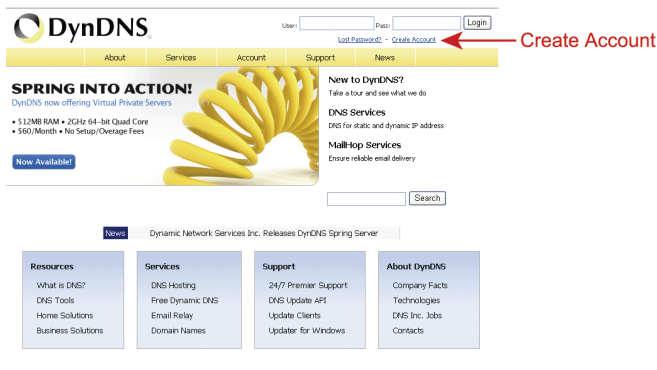 DynDNS
User: Pass: Login
Lost Password? - Create Account
Create Account
About Services Account Support News
SPRING INTO ACTION!
DynDNS now offering Virtual Private Servers
• 512MB RAM • 2GHz 64-bit Quad Core
• $60/Month • No Setup/Overage Fees
Now Available!
New to DynDNS?
Take a tour and see what we do
DNS Services
DNS for static and dynamic IP address
MailHop Services
Ensure reliable email delivery
Search
News Dynamic Network Services Inc. Releases DynDNS Spring Server
Resources
What is DNS?
DNS Tools
Home Solutions
Business Solutions
Services
DNS Hosting
Free Dynamic DNS
Email Relay
Domain Names
Support
24/7 Premier Support
DNS Update API
Update Clients
Updater for Windows
About DynDNS
Company Facts
Technologies
DNS Inc. Jobs
Contacts